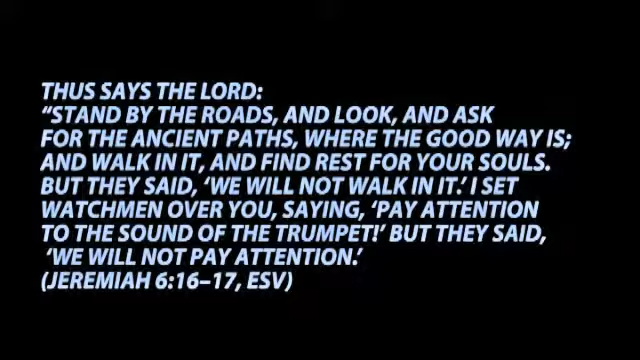 THUS SAYS THE LORD:
“STAND BY THE ROADS, AND LOOK, AND ASK
FOR THE ANCIENT PATHS, WHERE THE GOOD WAY IS;
AND WALK IN IT, AND FIND REST FOR YOUR SOULS.
BUT THEY SAID, ‘WE WILL NOT WALK IN IT.’ I SET
WATCHMEN OVER YOU, SAYING, ‘PAY ATTENTION
TO THE SOUND OF THE TRUMPET!’ BUT THEY SAID,
‘WE WILL NOT PAY ATTENTION.’
(JEREMIAH 6:16–17, ESV)